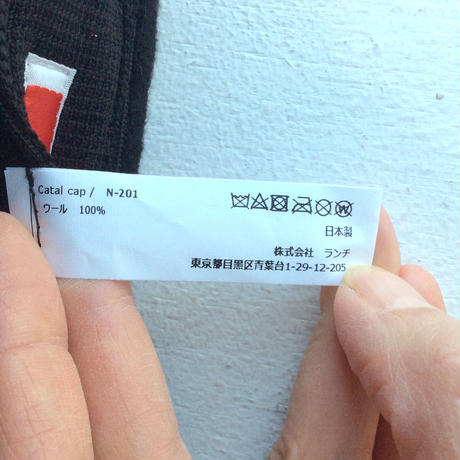 Catal cap / N-201
ウール 100%
日本製
株式会社 ランチ
東京都目黒区青葉台1-29-12-205